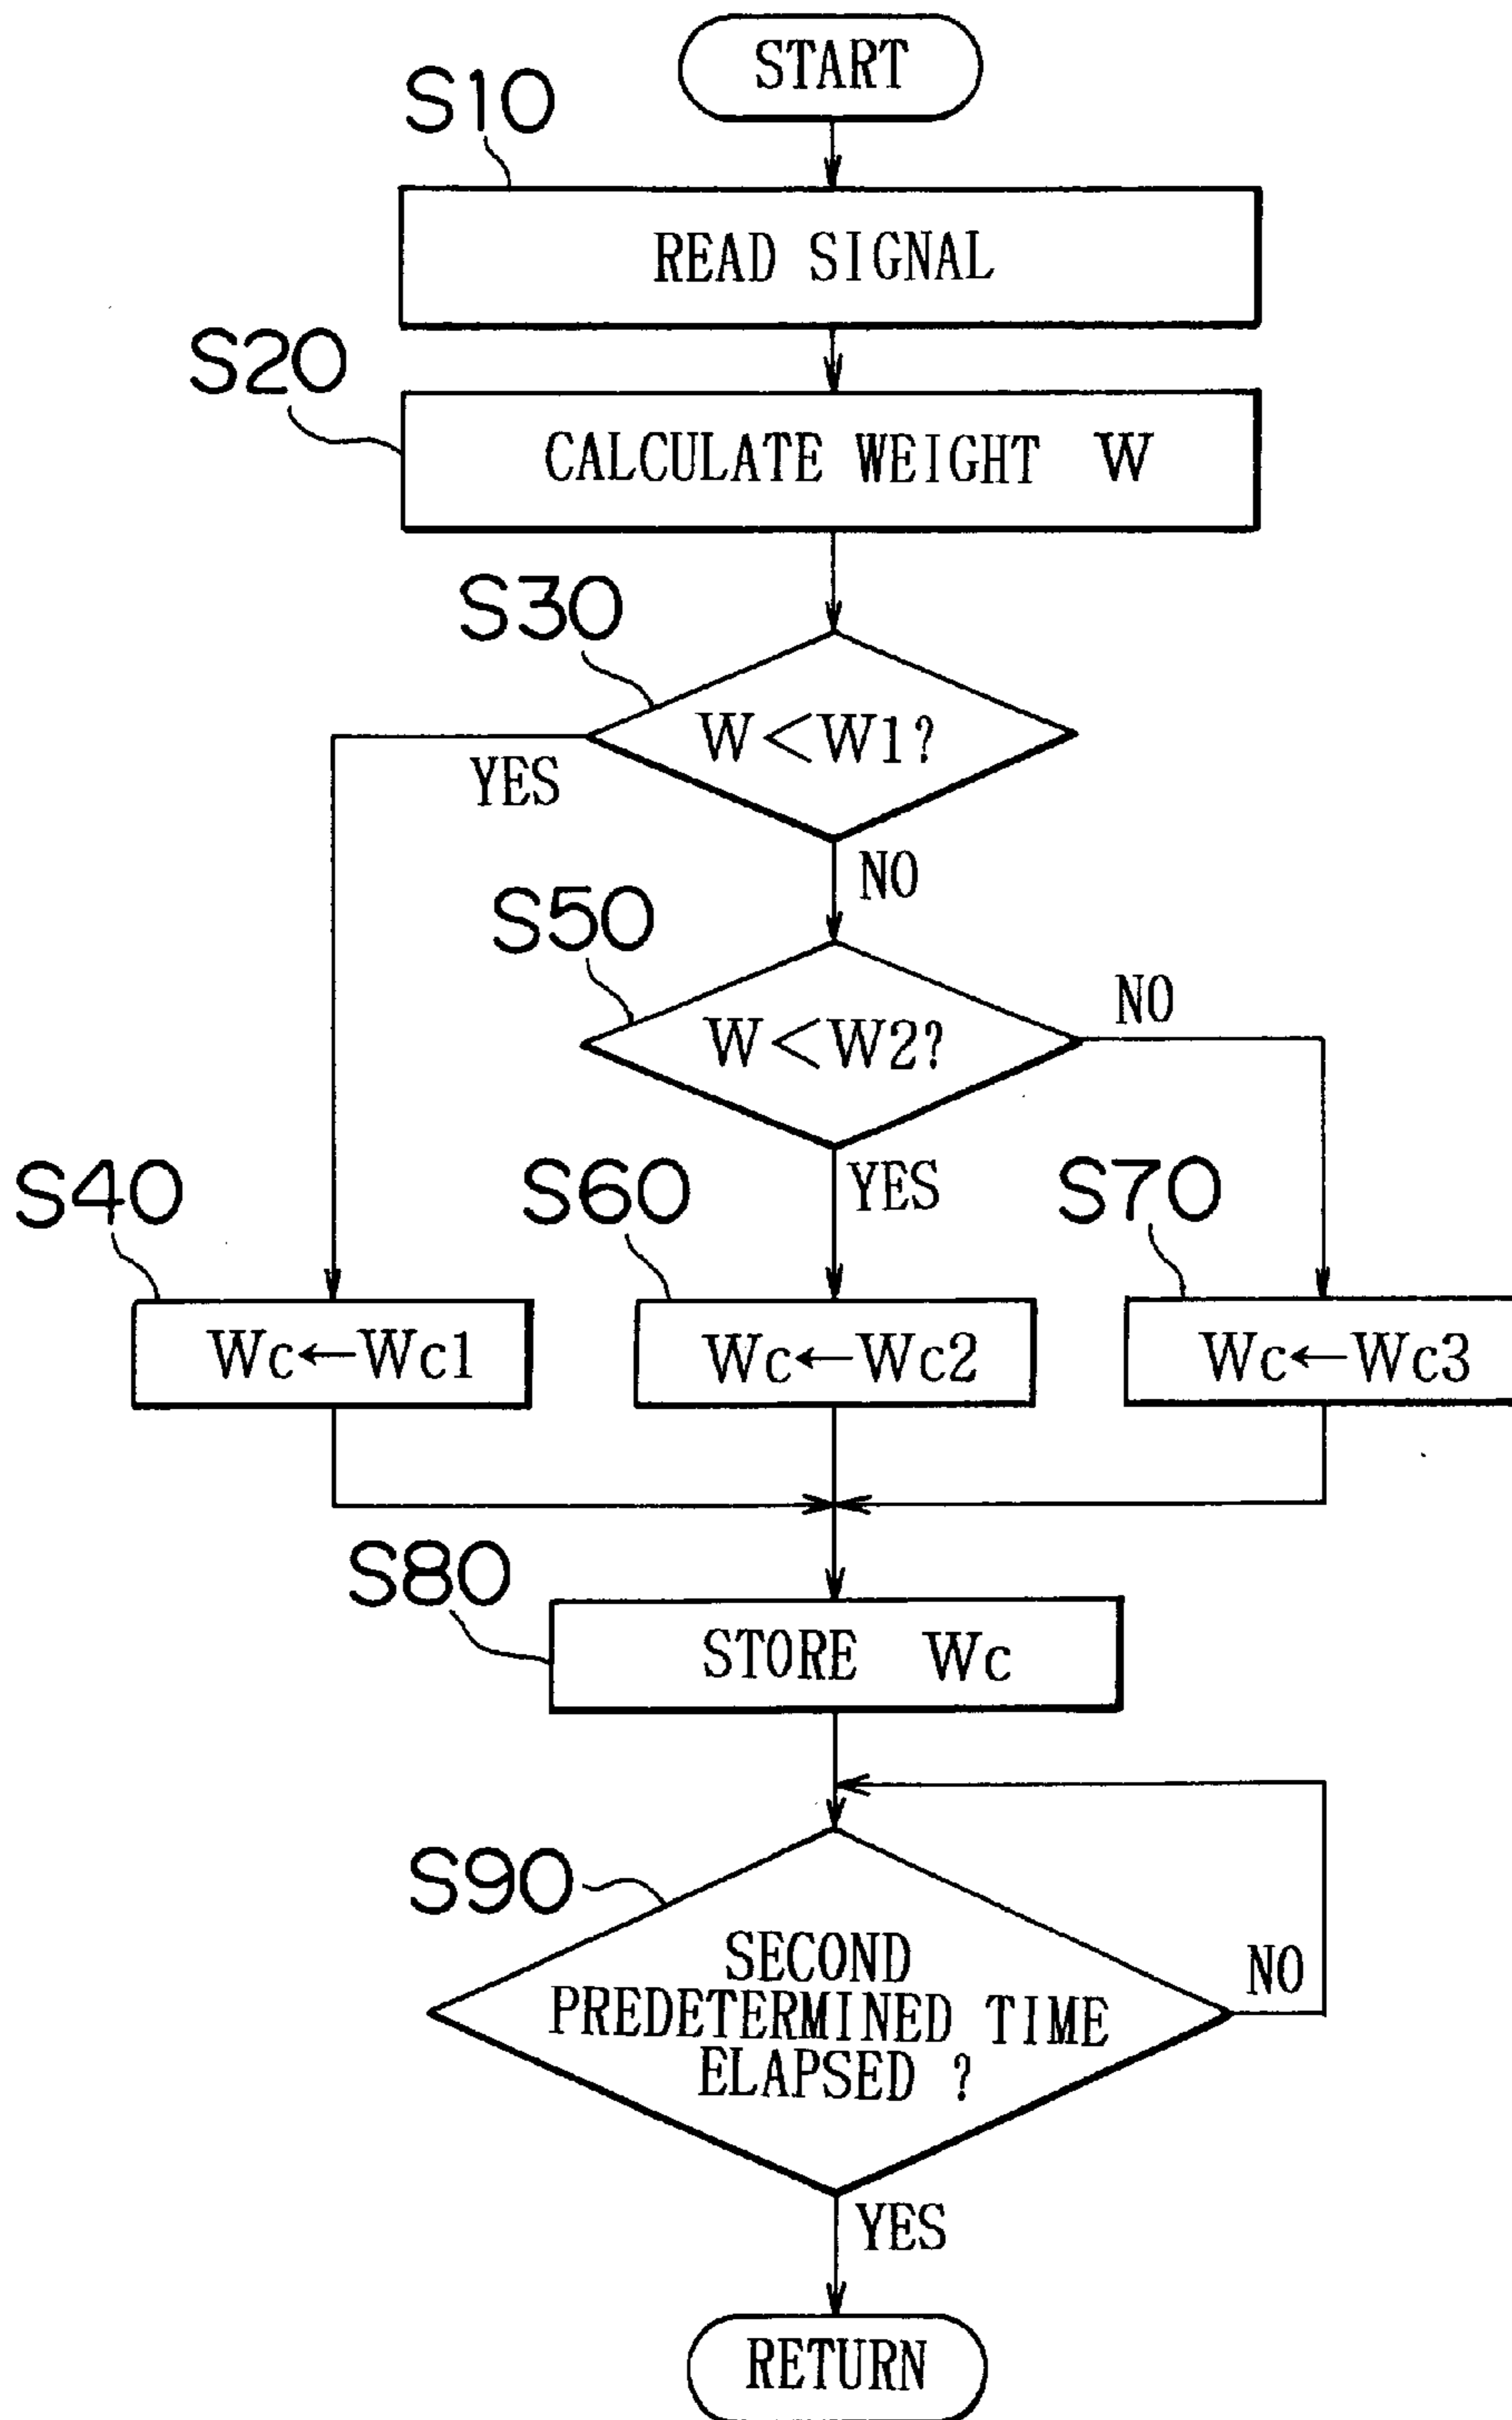 START
S10
READ SIGNAL
S20
CALCULATE WEIGHT W
S30
W<W1?
YES
NO
S50
W<W2?
NO
YES
S40
S60
S70
Wc←Wc1
Wc←Wc2
Wc←Wc3
S80
STORE Wc
S90
SECOND
PREDETERMINED TIME
ELAPSED ?
NO
YES
RETURN